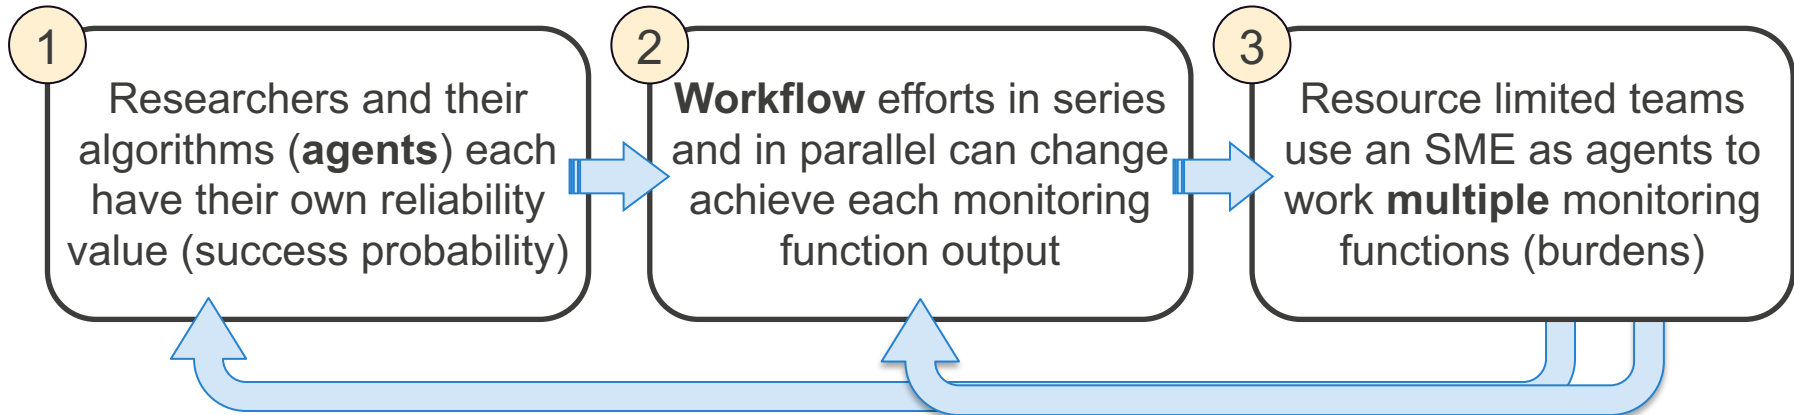 1
Researchers and their
algorithms (agents) each
have their own reliability
value (success probability)
2
Workflow efforts in series
and in parallel can change
achieve each monitoring
function output
3
Resource limited teams
use an SME as agents to
work multiple monitoring
functions (burdens)